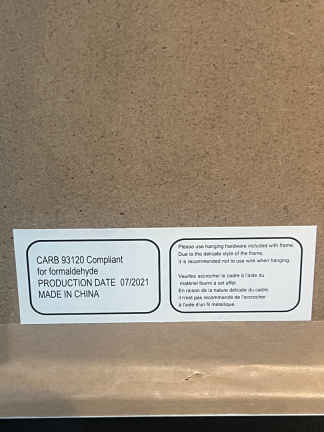 CARB 93120 Compliant
for formaldehyde
PRODUCTION DATE 07/2021
MADE IN CHINA
Please use hanging hardware included with frame.
Due to the delicate style of the frame,
it is recommended not to use wire when hanging.
Veuillez accrocher le cadre à l'aide du
matériel fourni à cet effet.
En raison de la nature délicate du cadre,
il n'est pas recommandé de l'accrocher
à l'aide d'un fil métallique.